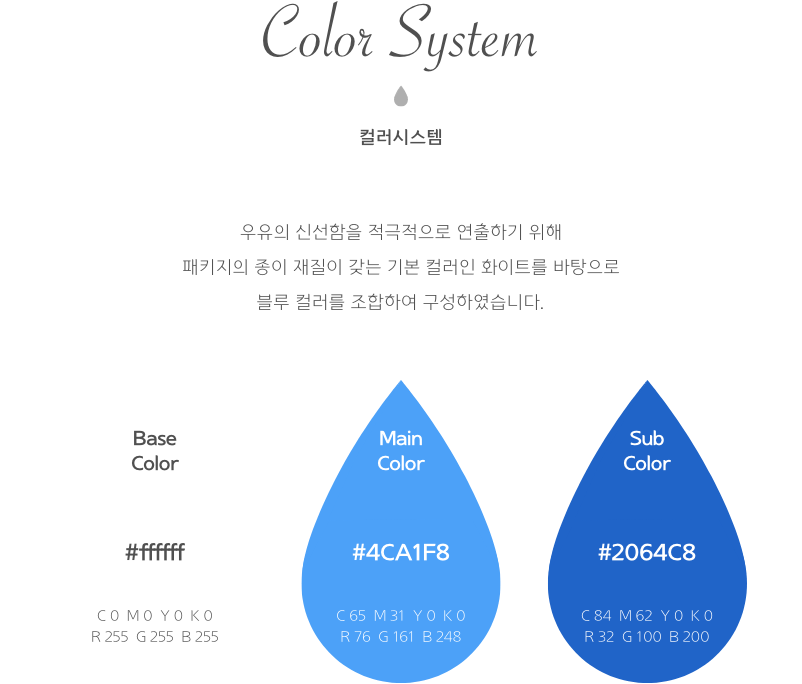 Color System
컬러시스템
우유의 신선함을 적극적으로 연출하기 위해
패키지의 종이 재질이 갖는 기본 컬러인 화이트를 바탕으로
블루 컬러를 조합하여 구성하였습니다.
Base
Color
#ffffff
C 0 M 0 Y 0 K 0
R 255 G 255 B 255
Main
Color
#4CA1F8
C 65 M 31 Y 0 K 0
R 76 G 161 B 248
Sub
Color
#2064C8
C 84 M 62 Y 0 K 0
R 32 G 100 B 200